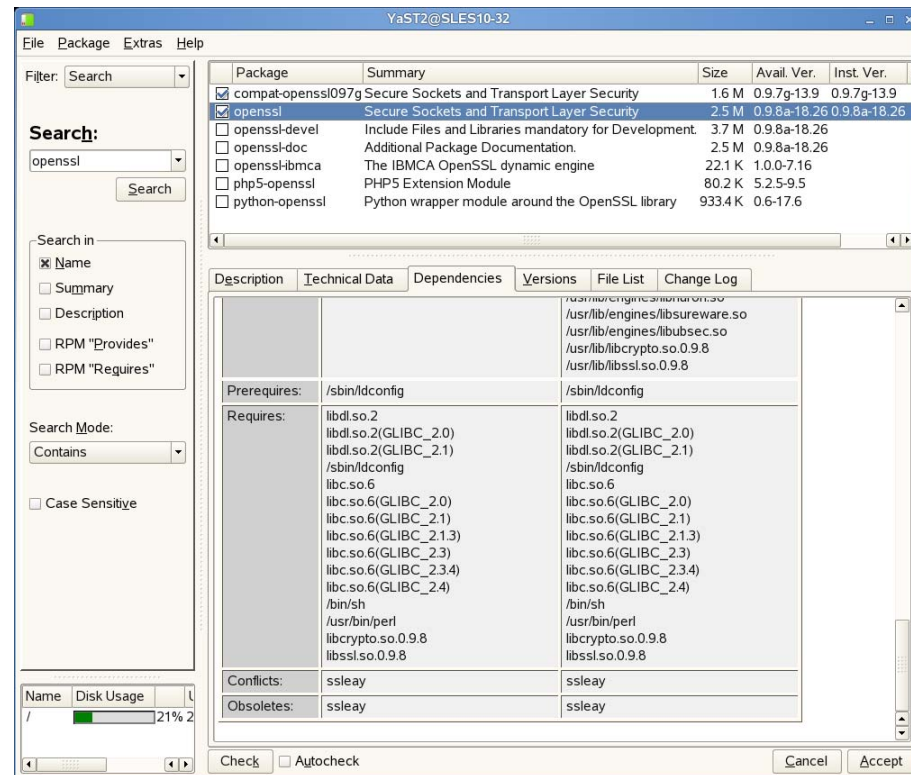 YaST2@SLES10-32
File Package Extras Help
Filter: Search
Search:
openssl
Search
Search in
Name
Summary
Description
RPM "Provides"
RPM "Requires"
Search Mode:
Contains
Case Sensitive
Name Disk Usage
/ 21% 2
Package Summary Size Avail. Ver. Inst. Ver.
compat-openssl097g Secure Sockets and Transport Layer Security 1.6 M 0.9.7g-13.9 0.9.7g-13.9
openssl Secure Sockets and Transport Layer Security 2.5 M 0.9.8a-18.26 0.9.8a-18.26
openssl-devel Include Files and Libraries mandatory for Development. 3.7 M 0.9.8a-18.26
openssl-doc Additional Package Documentation. 2.5 M 0.9.8a-18.26
openssl-ibmca The IBMCA OpenSSL dynamic engine 22.1 K 1.0.0-7.16
php5-openssl PHP5 Extension Module 80.2 K 5.2.5-9.5
python-openssl Python wrapper module around the OpenSSL library 933.4 K 0.6-17.6
Description Technical Data Dependencies Versions File List Change Log
/usr/lib/engines/libnuron.so
/usr/lib/engines/libsureware.so
/usr/lib/engines/libubsec.so
/usr/lib/libcrypto.so.0.9.8
/usr/lib/libssl.so.0.9.8
Prerequires: /sbin/ldconfig /sbin/ldconfig
Requires: libdl.so.2 libdl.so.2
libdl.so.2(GLIBC_2.0) libdl.so.2(GLIBC_2.0)
libdl.so.2(GLIBC_2.1) libdl.so.2(GLIBC_2.1)
/sbin/ldconfig /sbin/ldconfig
libc.so.6 libc.so.6
libc.so.6(GLIBC_2.0) libc.so.6(GLIBC_2.0)
libc.so.6(GLIBC_2.1) libc.so.6(GLIBC_2.1)
libc.so.6(GLIBC_2.1.3) libc.so.6(GLIBC_2.1.3)
libc.so.6(GLIBC_2.3) libc.so.6(GLIBC_2.3)
libc.so.6(GLIBC_2.3.4) libc.so.6(GLIBC_2.3.4)
libc.so.6(GLIBC_2.4) libc.so.6(GLIBC_2.4)
/bin/sh /bin/sh
/usr/bin/perl /usr/bin/perl
libcrypto.so.0.9.8 libcrypto.so.0.9.8
libssl.so.0.9.8 libssl.so.0.9.8
Conflicts: ssleay ssleay
Obsoletes: ssleay ssleay
Check Autocheck Cancel Accept